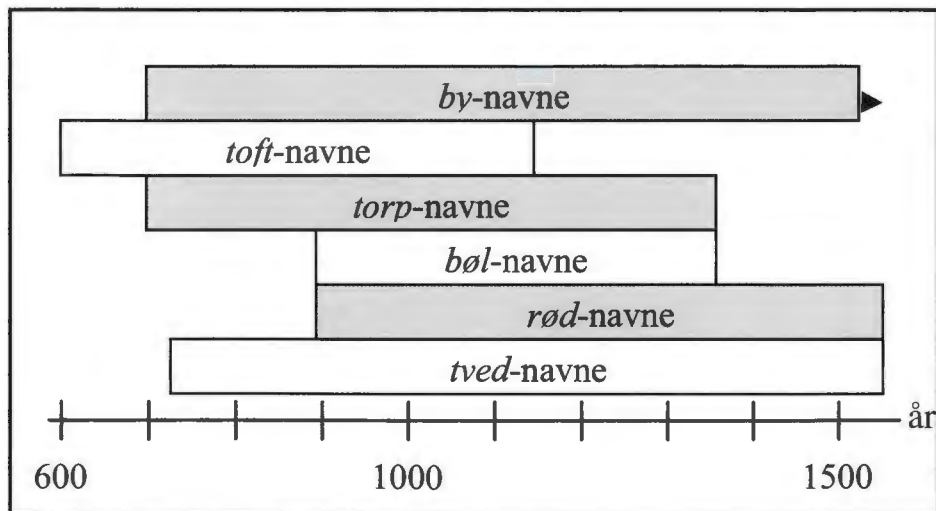 by-navne
toft-navne
torp-navne
bøl-navne
rød-navne
tved-navne
år
600 1000 1500